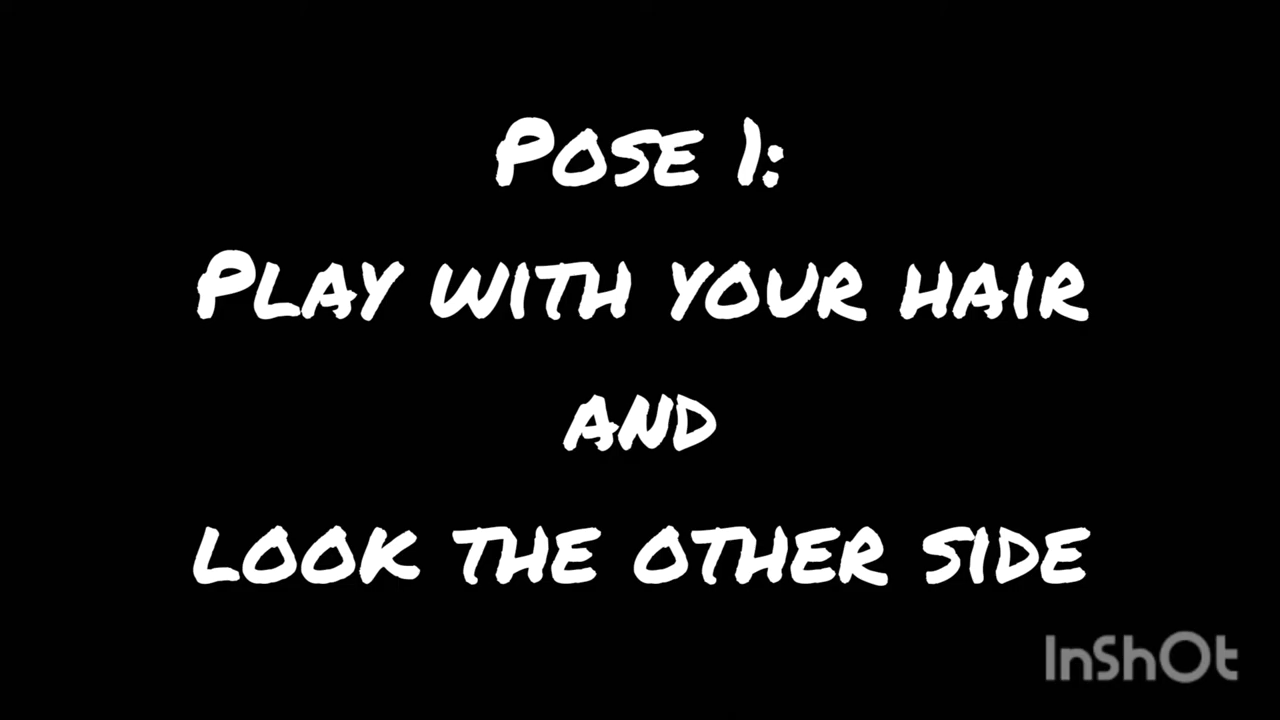 Pose 1:
Play with your hair
and
look the other side
InShOt